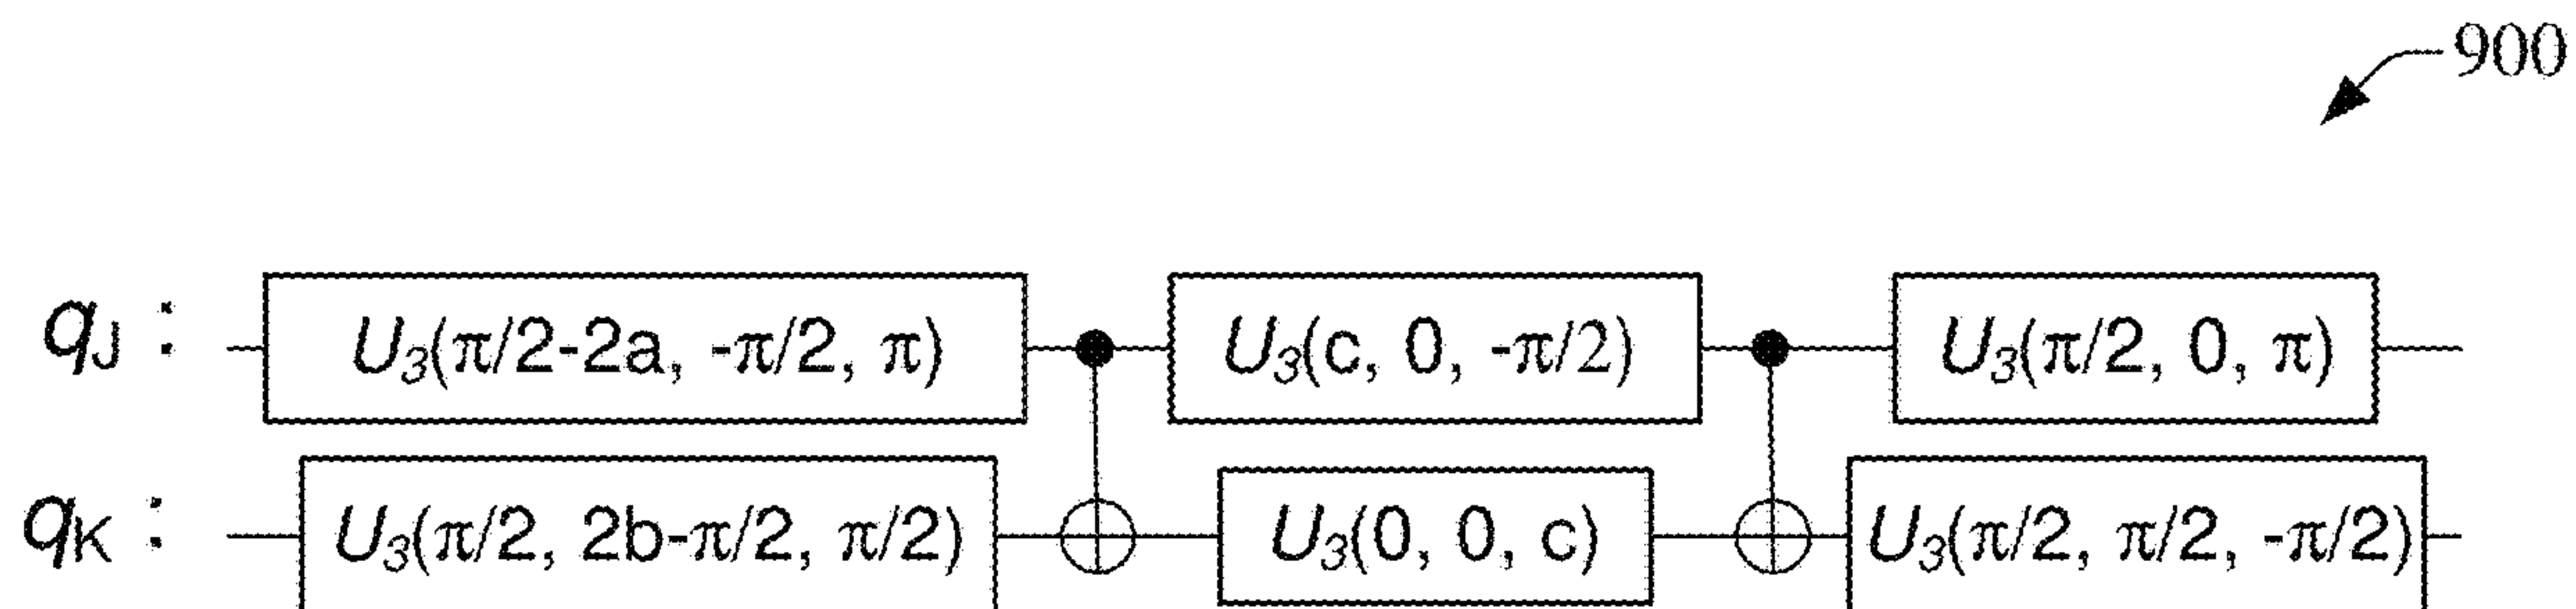 900
qJ : U3(π/2-2a, -π/2, π) U3(c, 0, -π/2) U3(π/2, 0, π)
qK : U3(π/2, 2b-π/2, π/2) U3(0, 0, c) U3(π/2, π/2, -π/2)